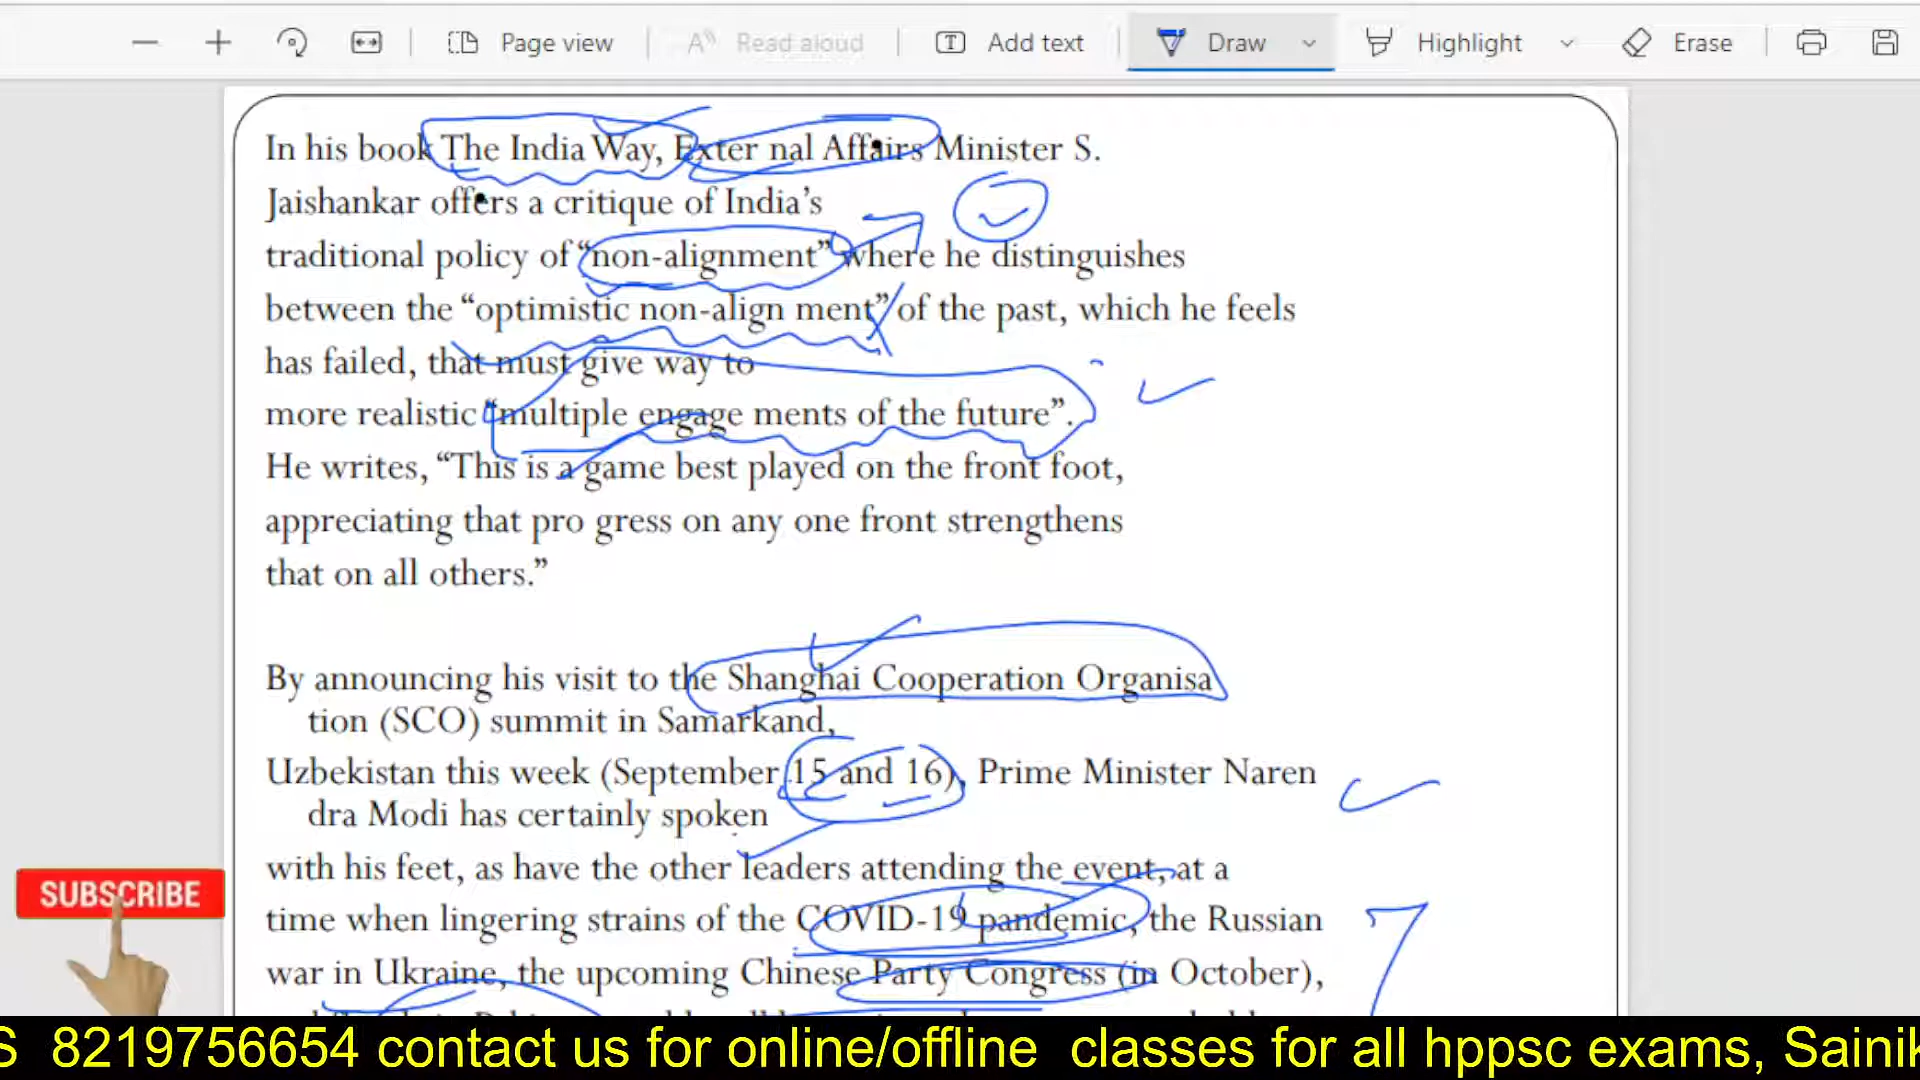 Page view
Read aloud
Add text
Draw
Highlight
Erase
In his book The India Way, Exter nal Affairs Minister S.
Jaishankar offers a critique of India’s
traditional policy of “non-alignment” where he distinguishes
between the “optimistic non-align ment” of the past, which he feels
has failed, that must give way to
more realistic “multiple engage ments of the future”.
He writes, “This is a game best played on the front foot,
appreciating that pro gress on any one front strengthens
that on all others.”
By announcing his visit to the Shanghai Cooperation Organisa
tion (SCO) summit in Samarkand,
Uzbekistan this week (September 15 and 16), Prime Minister Naren
dra Modi has certainly spoken
with his feet, as have the other leaders attending the event, at a
time when lingering strains of the COVID-19 pandemic, the Russian
war in Ukraine, the upcoming Chinese Party Congress (in October),
SUBSCRIBE
S 8219756654 contact us for online/offline classes for all hppsc exams, Sainik